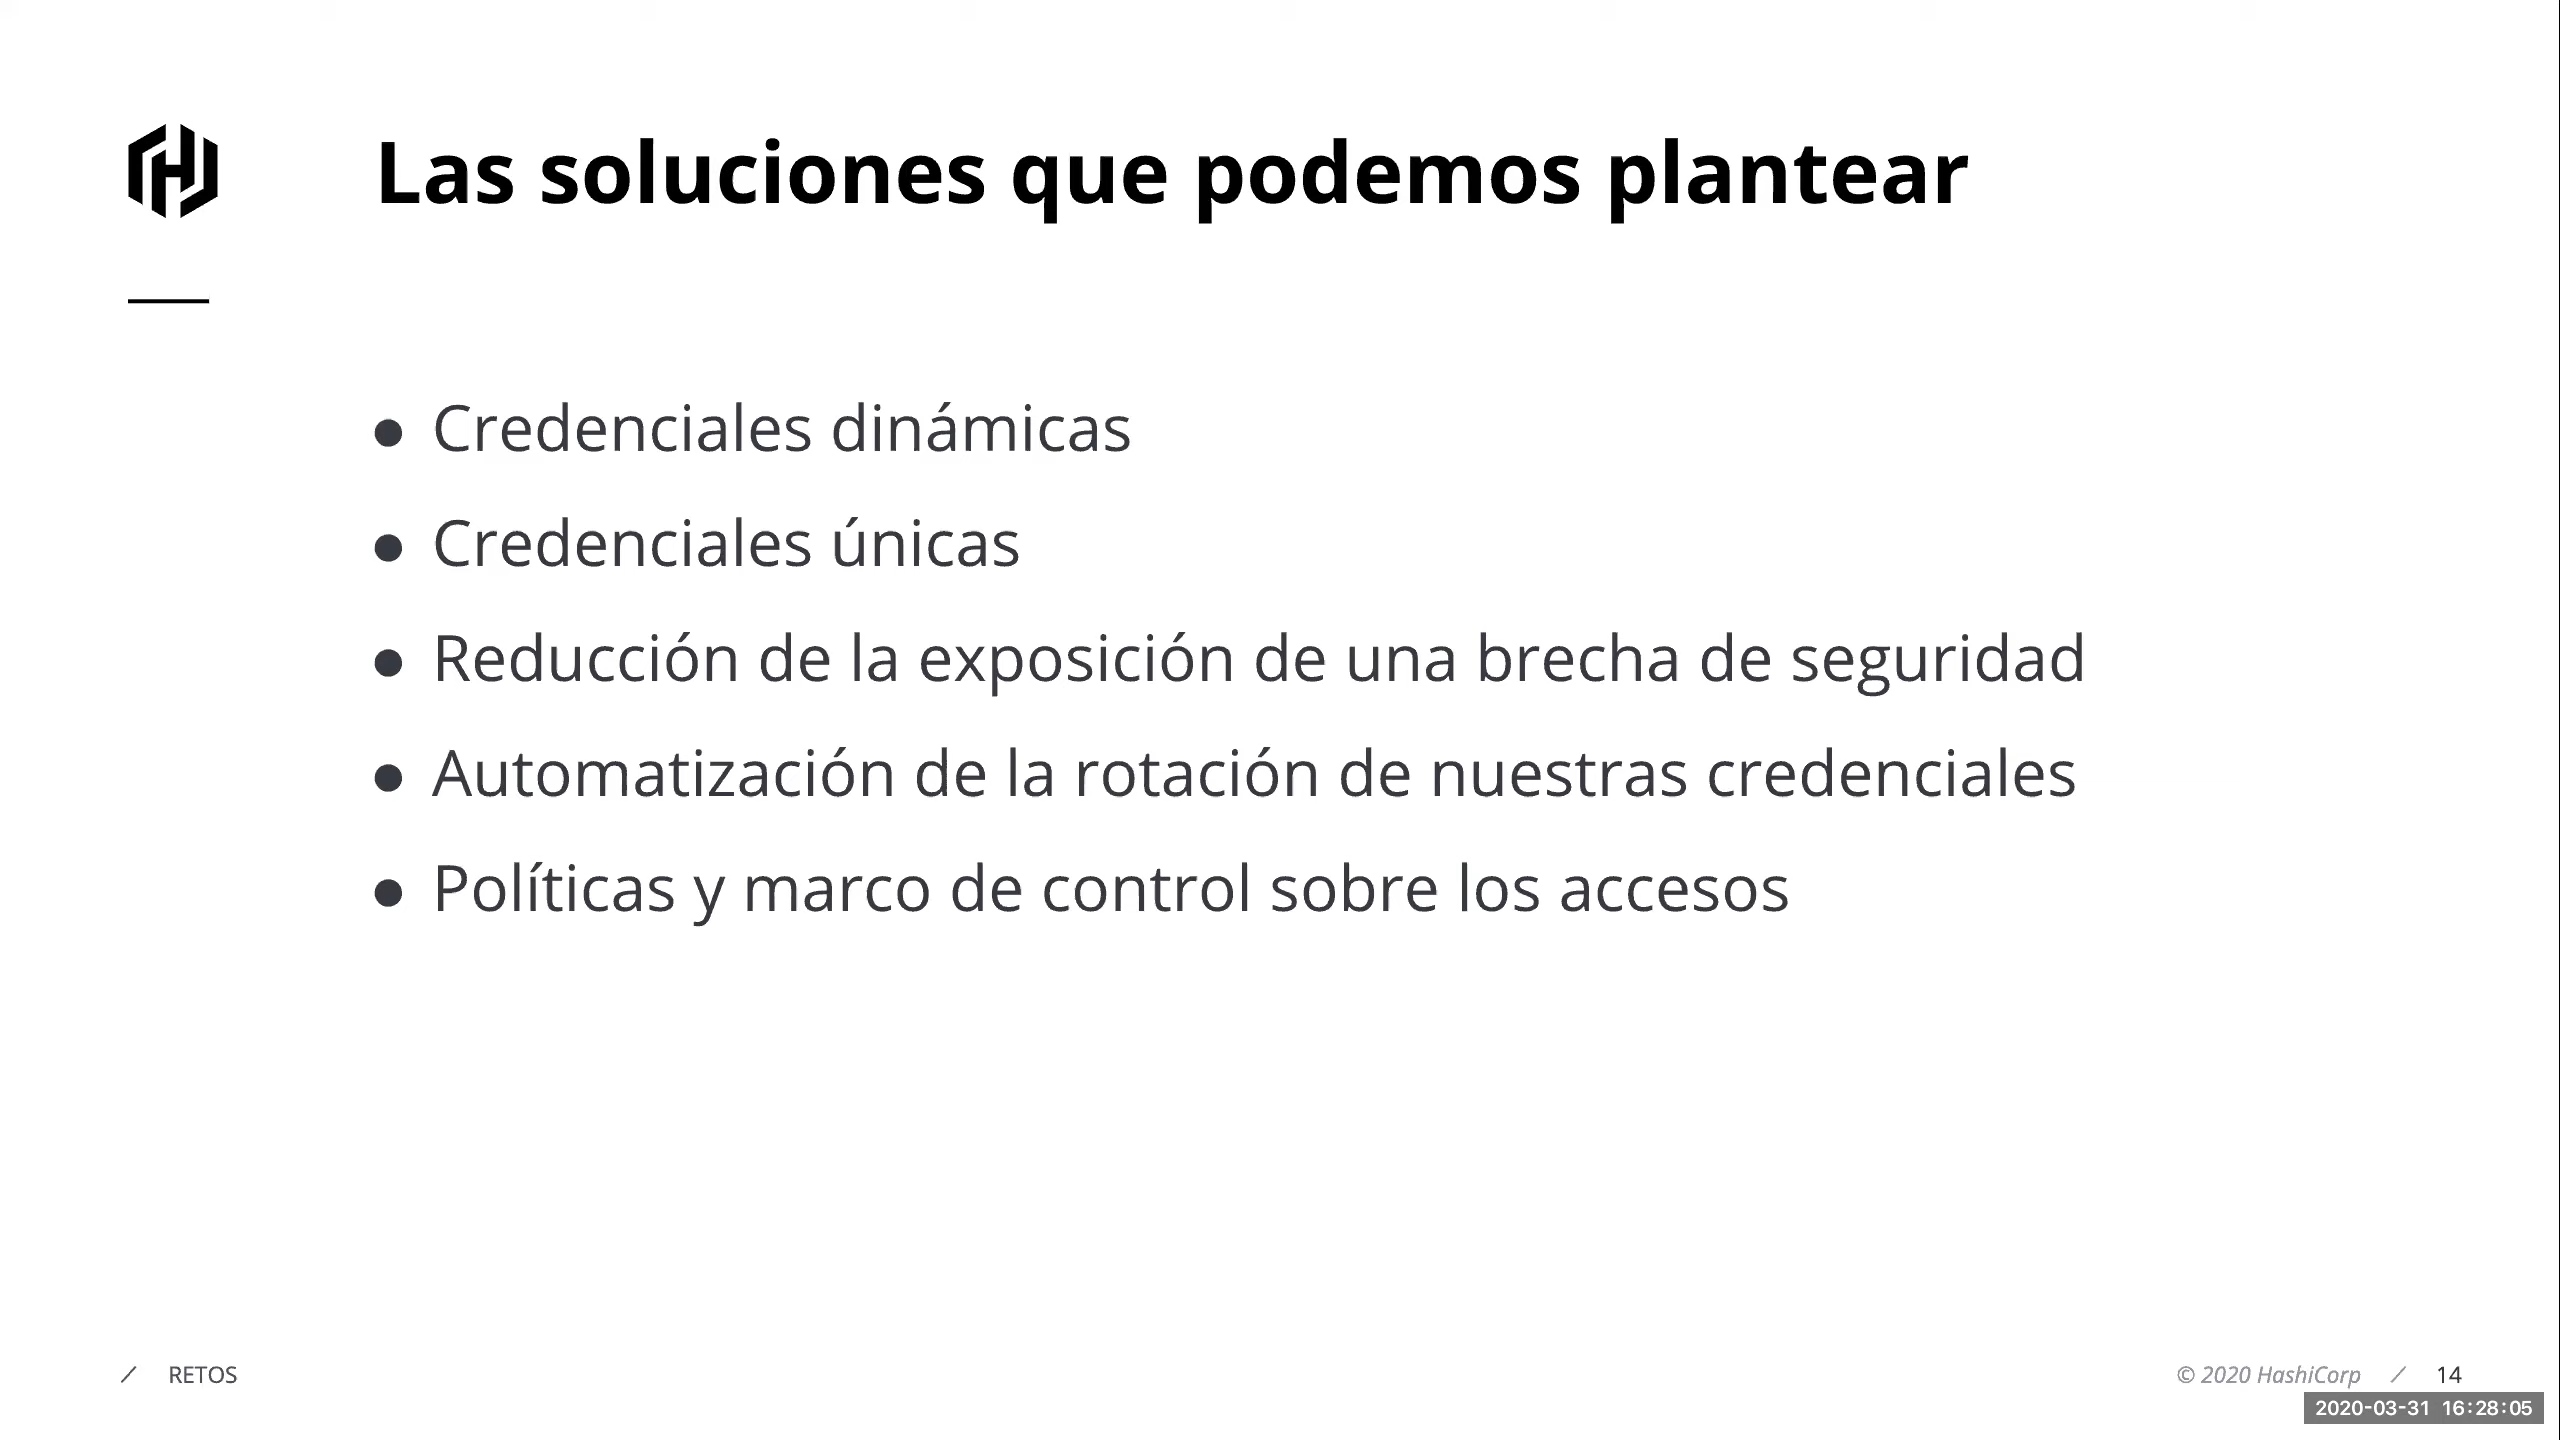 Las soluciones que podemos plantear
● Credenciales dinámicas
● Credenciales únicas
● Reducción de la exposición de una brecha de seguridad
● Automatización de la rotación de nuestras credenciales
● Políticas y marco de control sobre los accesos
/ RETOS
© 2020 HashiCorp / 14
2020-03-31 16:28:05